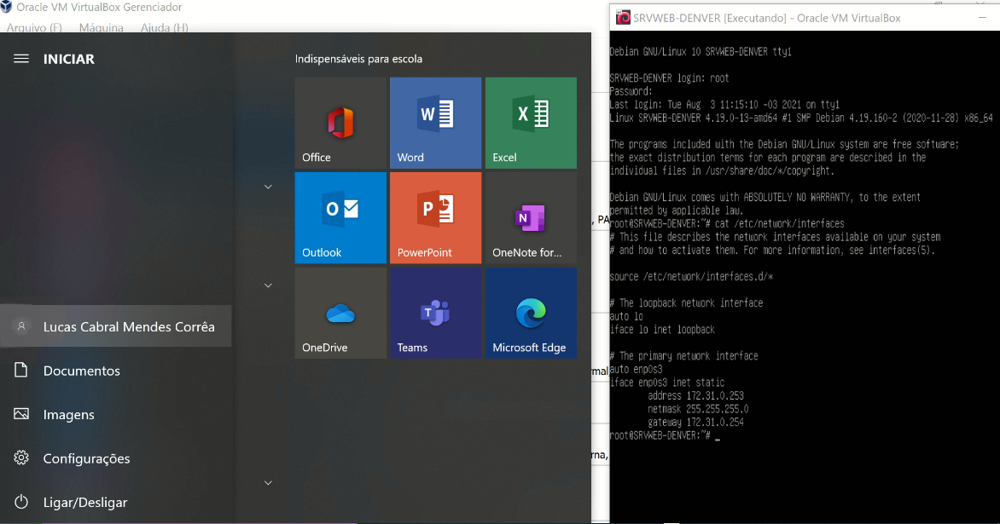 Oracle VM VirtualBox Gerenciador
Arquivo (F) Máquina Ajuda (H)
INICIAR
Indispensáveis para escola
Office
Word
Excel
Outlook
PowerPoint
OneNote for...
OneDrive
Teams
Microsoft Edge
Lucas Cabral Mendes Corrêa
Documentos
Imagens
Configurações
Ligar/Desligar
, PA
rna,
SRVWEB-DENVER [Executando] - Oracle VM VirtualBox
Debian GNU/Linux 10 SRVWEB-DENVER tty1
SRVWEB-DENVER login: root
Password:
Last login: Tue Aug  3 11:15:10 -03 2021 on tty1
Linux SRVWEB-DENVER 4.19.0-13-amd64 #1 SMP Debian 4.19.160-2 (2020-11-28) x86_64
The programs included with the Debian GNU/Linux system are free software;
the exact distribution terms for each program are described in the
individual files in /usr/share/doc/*/copyright.
Debian GNU/Linux comes with ABSOLUTELY NO WARRANTY, to the extent
permitted by applicable law.
root@SRVWEB-DENVER:~# cat /etc/network/interfaces
# This file describes the network interfaces available on your system
# and how to activate them. For more information, see interfaces(5).
source /etc/network/interfaces.d/*
# The loopback network interface
auto lo
iface lo inet loopback
# The primary network interface
auto enp0s3
iface enp0s3 inet static
address 172.31.0.253
netmask 255.255.255.0
gateway 172.31.0.254
root@SRVWEB-DENVER:~# _